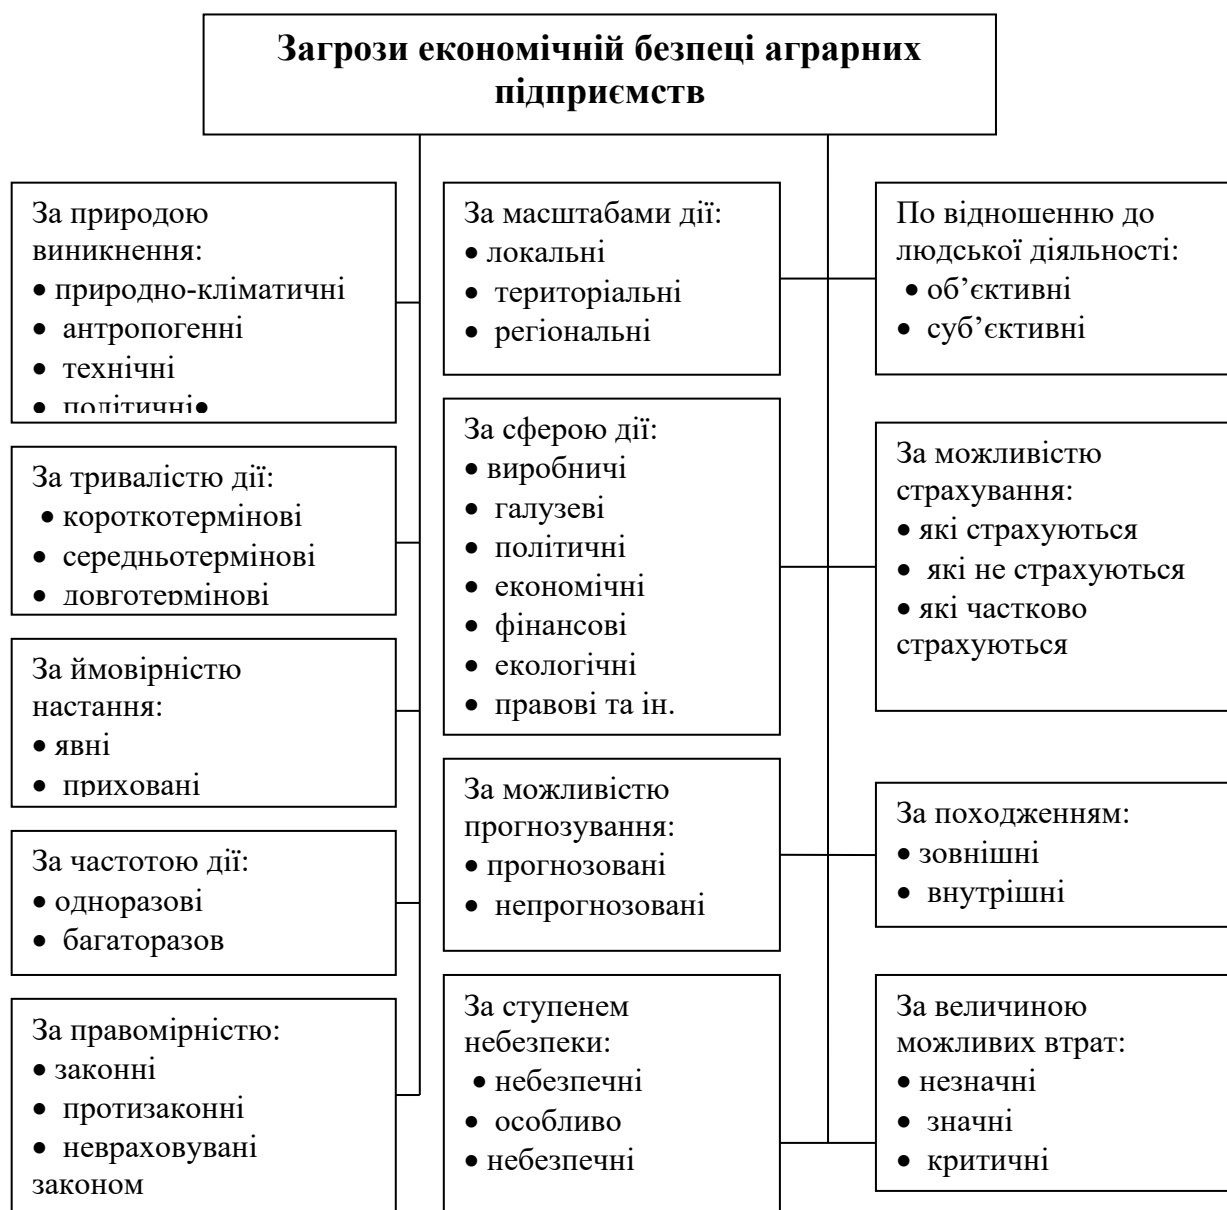 Загрози економічній безпеці аграрних
підприємств
За природою
виникнення:
• природно-кліматичні
• антропогенні
• технічні
• політичні•
За тривалістю дії:
• короткотермінові
• середньотермінові
• довготермінові
За ймовірністю
настання:
• явні
• приховані
За частотою дії:
• одноразові
• багаторазов
За правомірністю:
• законні
• протизаконні
• невраховувані
законом
За масштабами дії:
• локальні
• територіальні
• регіональні
За сферою дії:
• виробничі
• галузеві
• політичні
• економічні
• фінансові
• екологічні
• правові та ін.
За можливістю
прогнозування:
• прогнозовані
• непрогнозовані
За ступенем
небезпеки:
• небезпечні
• особливо
• небезпечні
По відношенню до
людської діяльності:
• об’єктивні
• суб’єктивні
За можливістю
страхування:
• які страхуються
• які не страхуються
• які частково
страхуються
За походженням:
• зовнішні
• внутрішні
За величиною
можливих втрат:
• незначні
• значні
• критичні